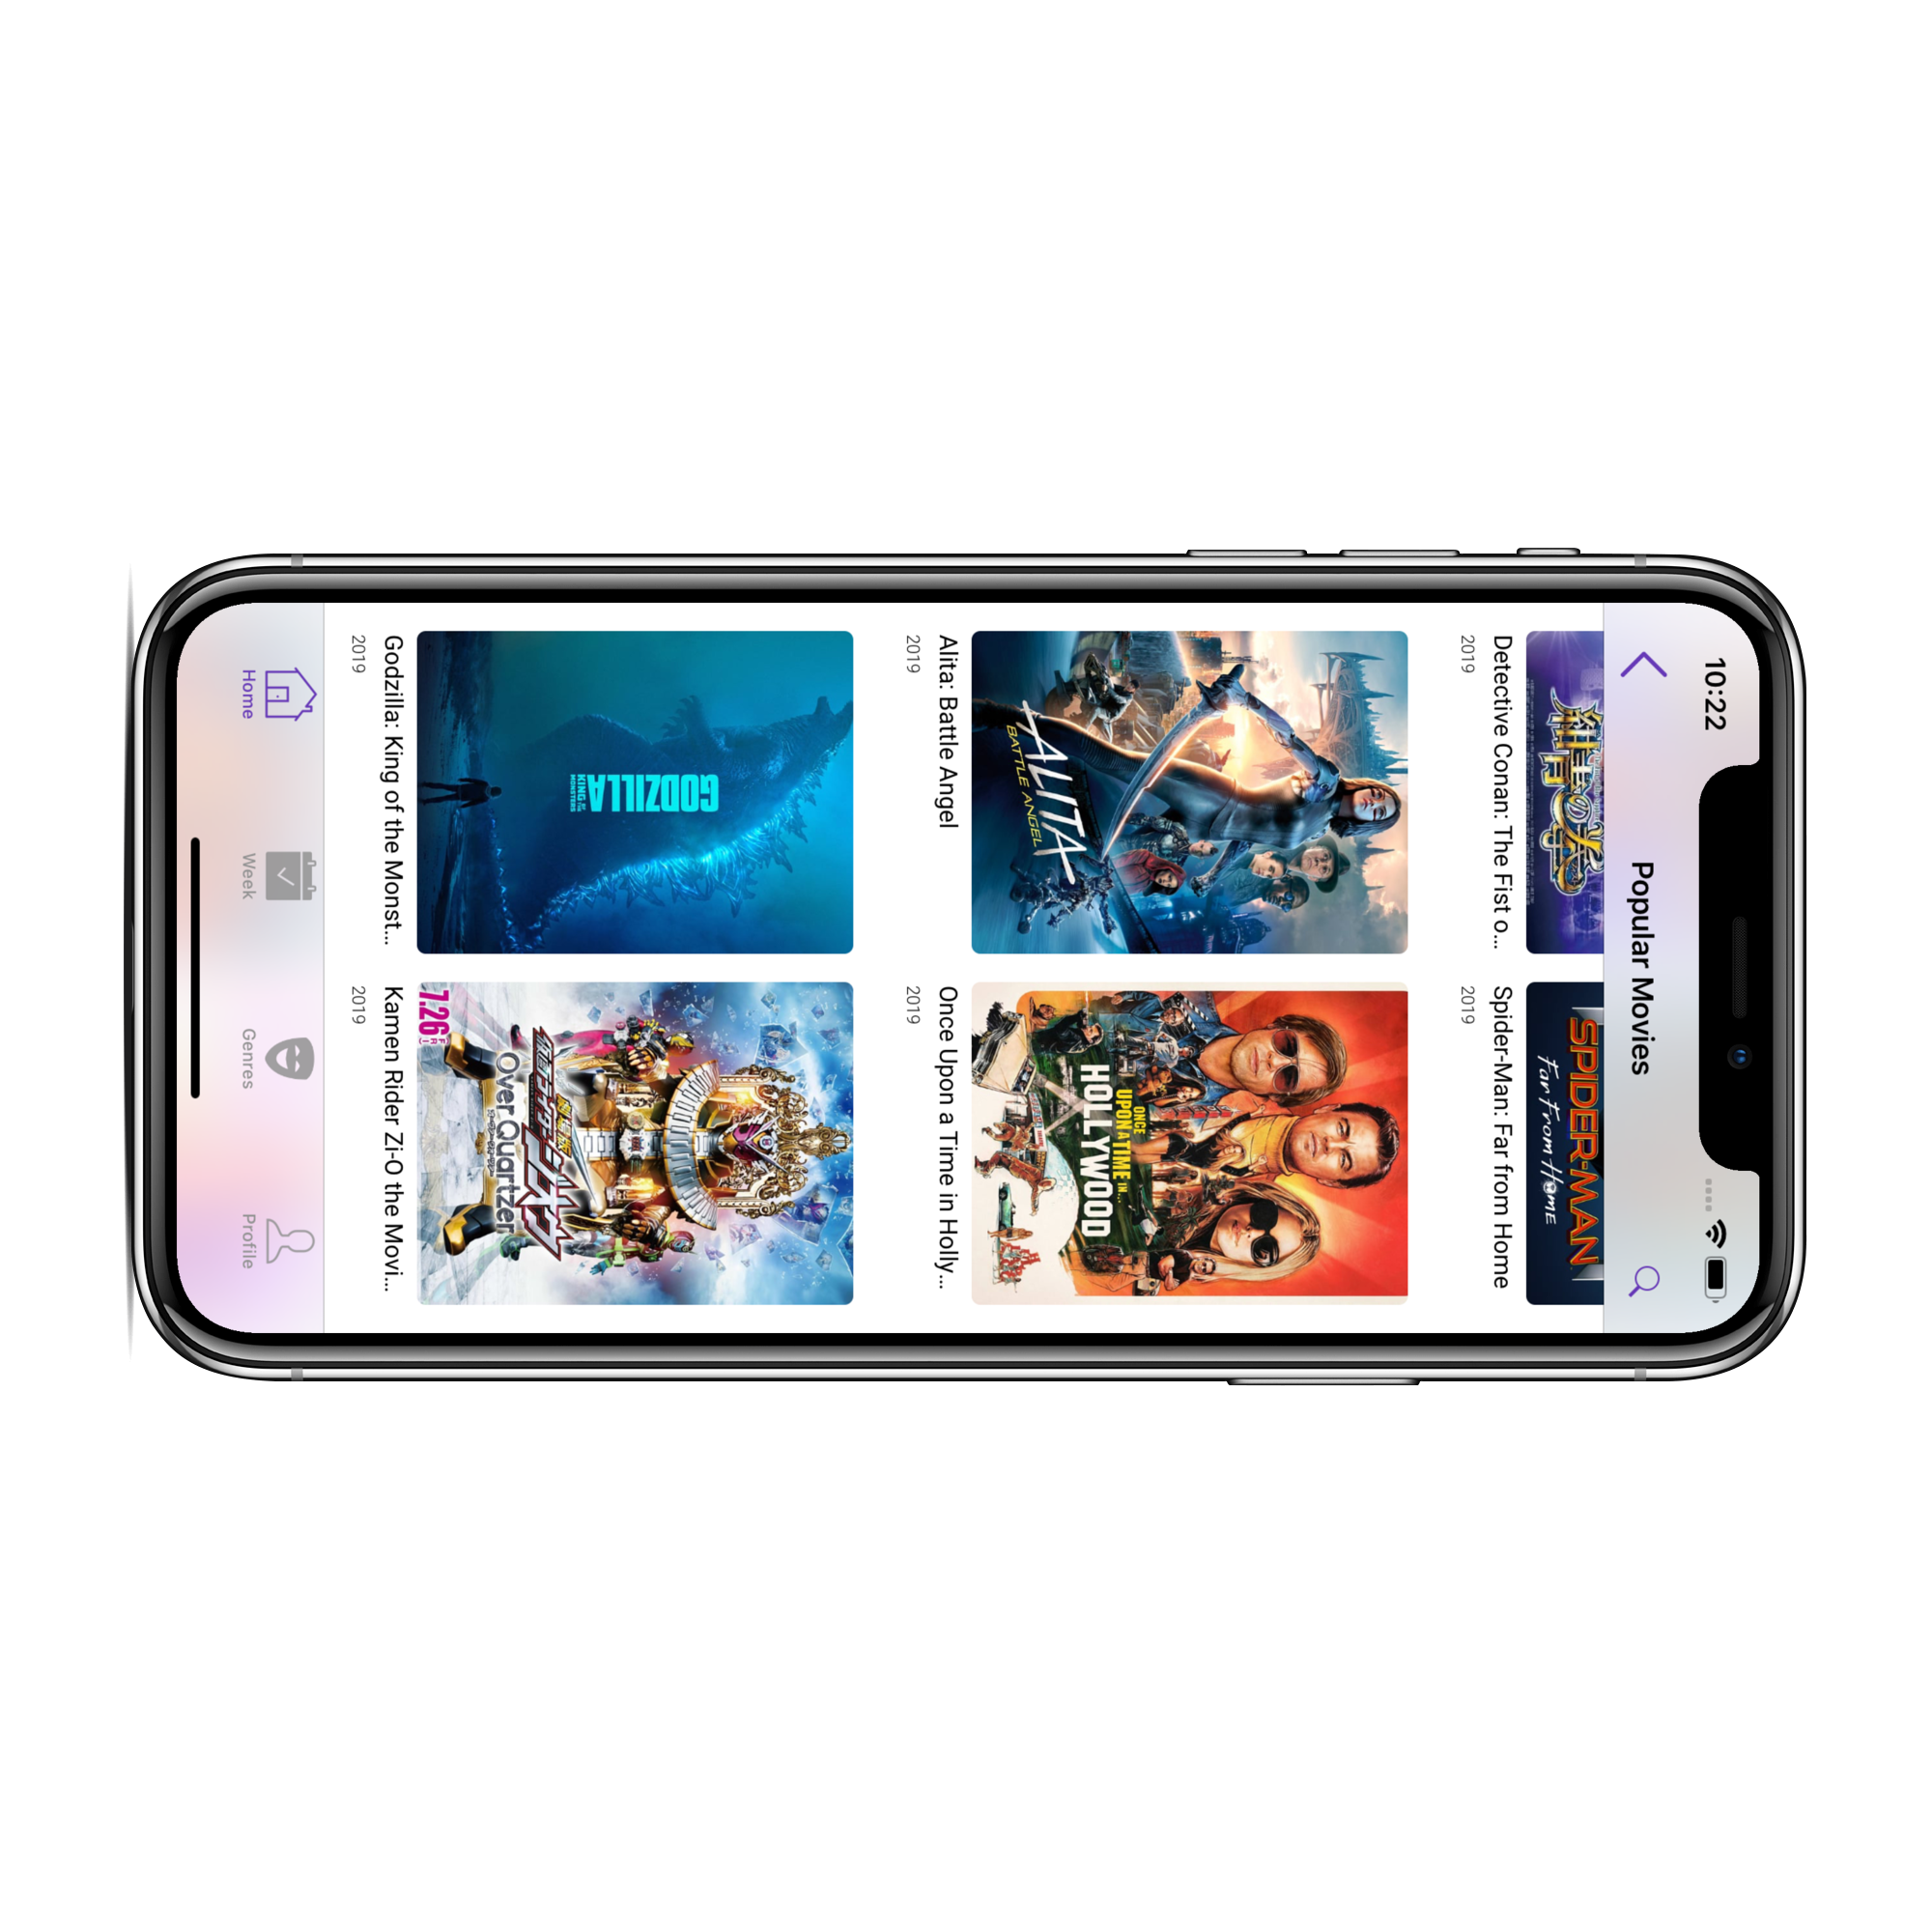 10:22
Popular Movies
紺青の拳
SPIDER-MAN
Far From Home
Detective Conan: The Fist o...
Spider-Man: Far from Home
2019
2019
ALITA
BATTLE ANGEL
ONCE
UPON A TIME IN...
HOLLYWOOD
Alita: Battle Angel
Once Upon a Time in Holly...
2019
2019
GODZILLA
KING OF THE
MONSTERS
Over Quartzer
7.26 FRI
Godzilla: King of the Monst...
Kamen Rider Zi-O the Movi...
2019
2019
Home
Week
Genres
Profile